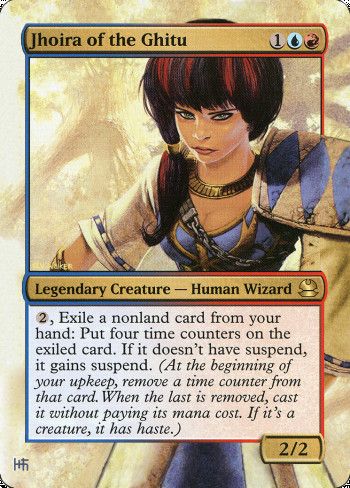 Jhoira of the Ghitu 1
Legendary Creature — Human Wizard
2, Exile a nonland card from your
hand: Put four time counters on the
exiled card. If it doesn't have suspend,
it gains suspend. (At the beginning of
your upkeep, remove a time counter from
that card. When the last is removed, cast
it without paying its mana cost. If it's a
creature, it has haste.)
2/2